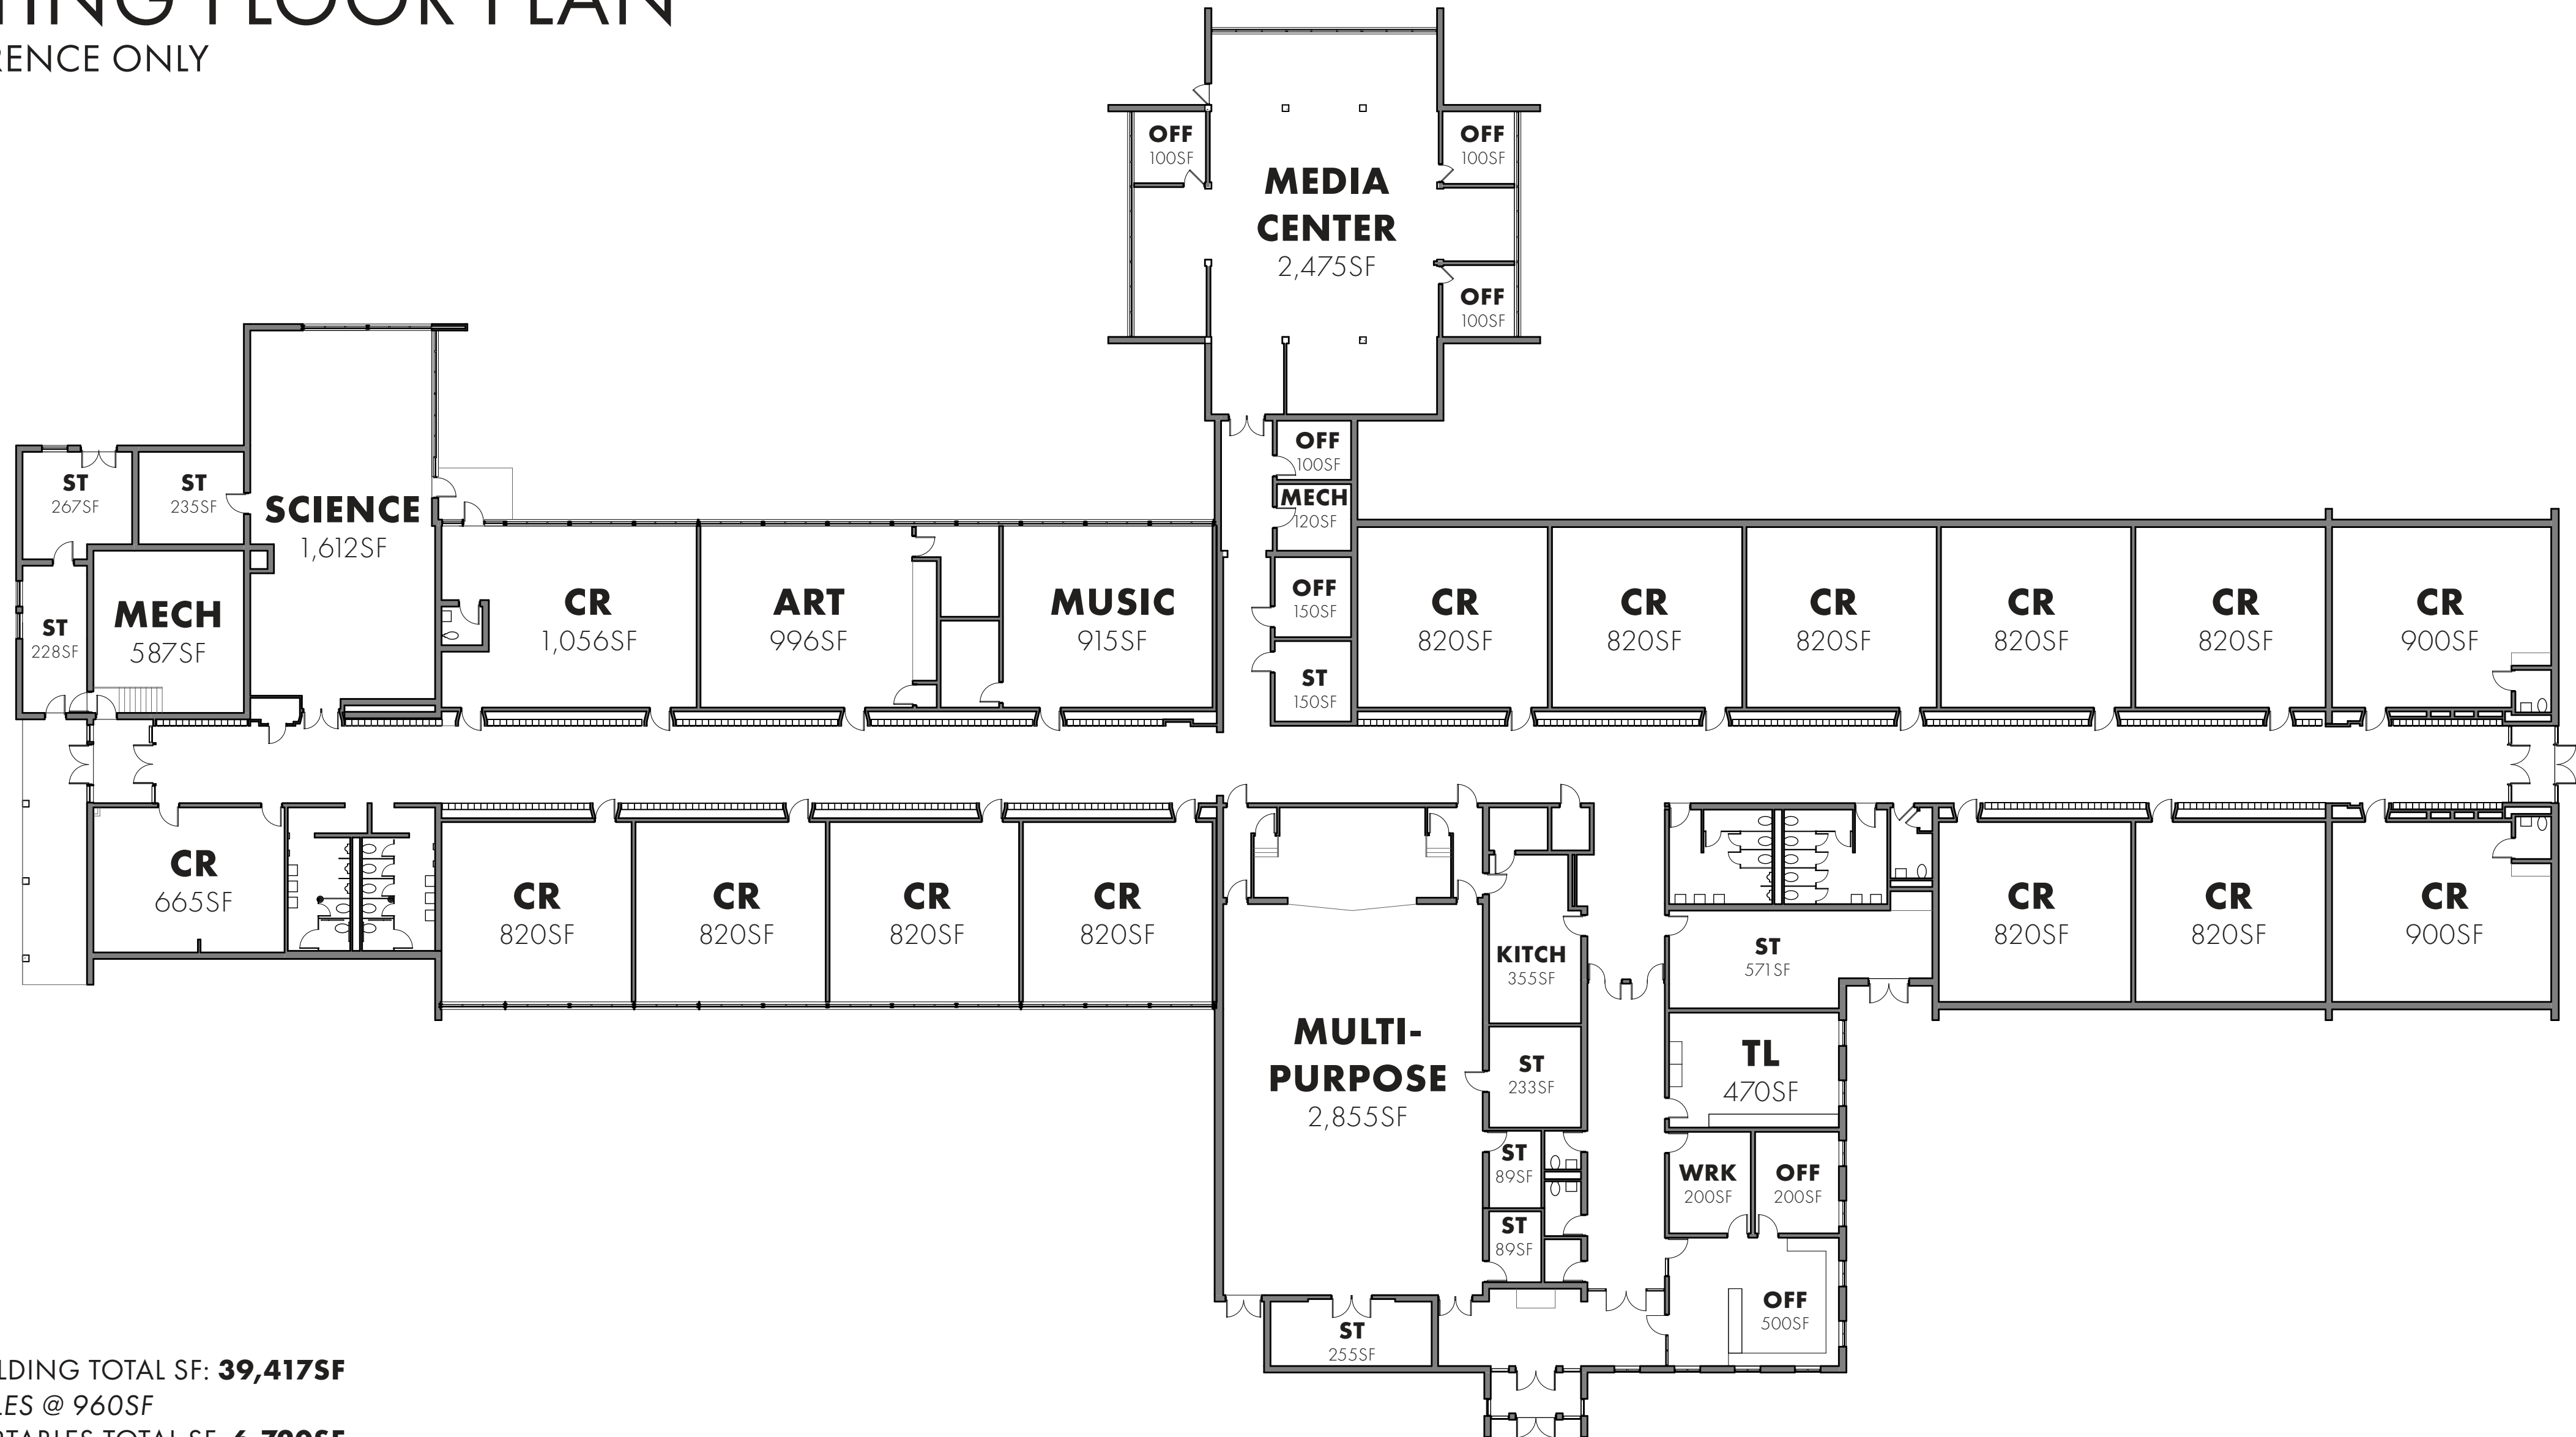 RENCE ONLY
OFF
100SF
OFF
100SF
MEDIA
CENTER
2,475SF
OFF
100SF
OFF
100SF
MECH
120SF
OFF
150SF
ST
150SF
ST
267SF
ST
235SF
SCIENCE
1,612SF
ST
228SF
MECH
587SF
CR
1,056SF
ART
996SF
MUSIC
915SF
CR
820SF
CR
820SF
CR
820SF
CR
820SF
CR
820SF
CR
900SF
CR
665SF
CR
820SF
CR
820SF
CR
820SF
CR
820SF
MULTI-
PURPOSE
2,855SF
KITCH
355SF
ST
233SF
ST
89SF
ST
89SF
ST
255SF
ST
571SF
TL
470SF
WRK
200SF
OFF
200SF
OFF
500SF
CR
820SF
CR
820SF
CR
900SF
LDING TOTAL SF: 39,417SF
LES @ 960SF